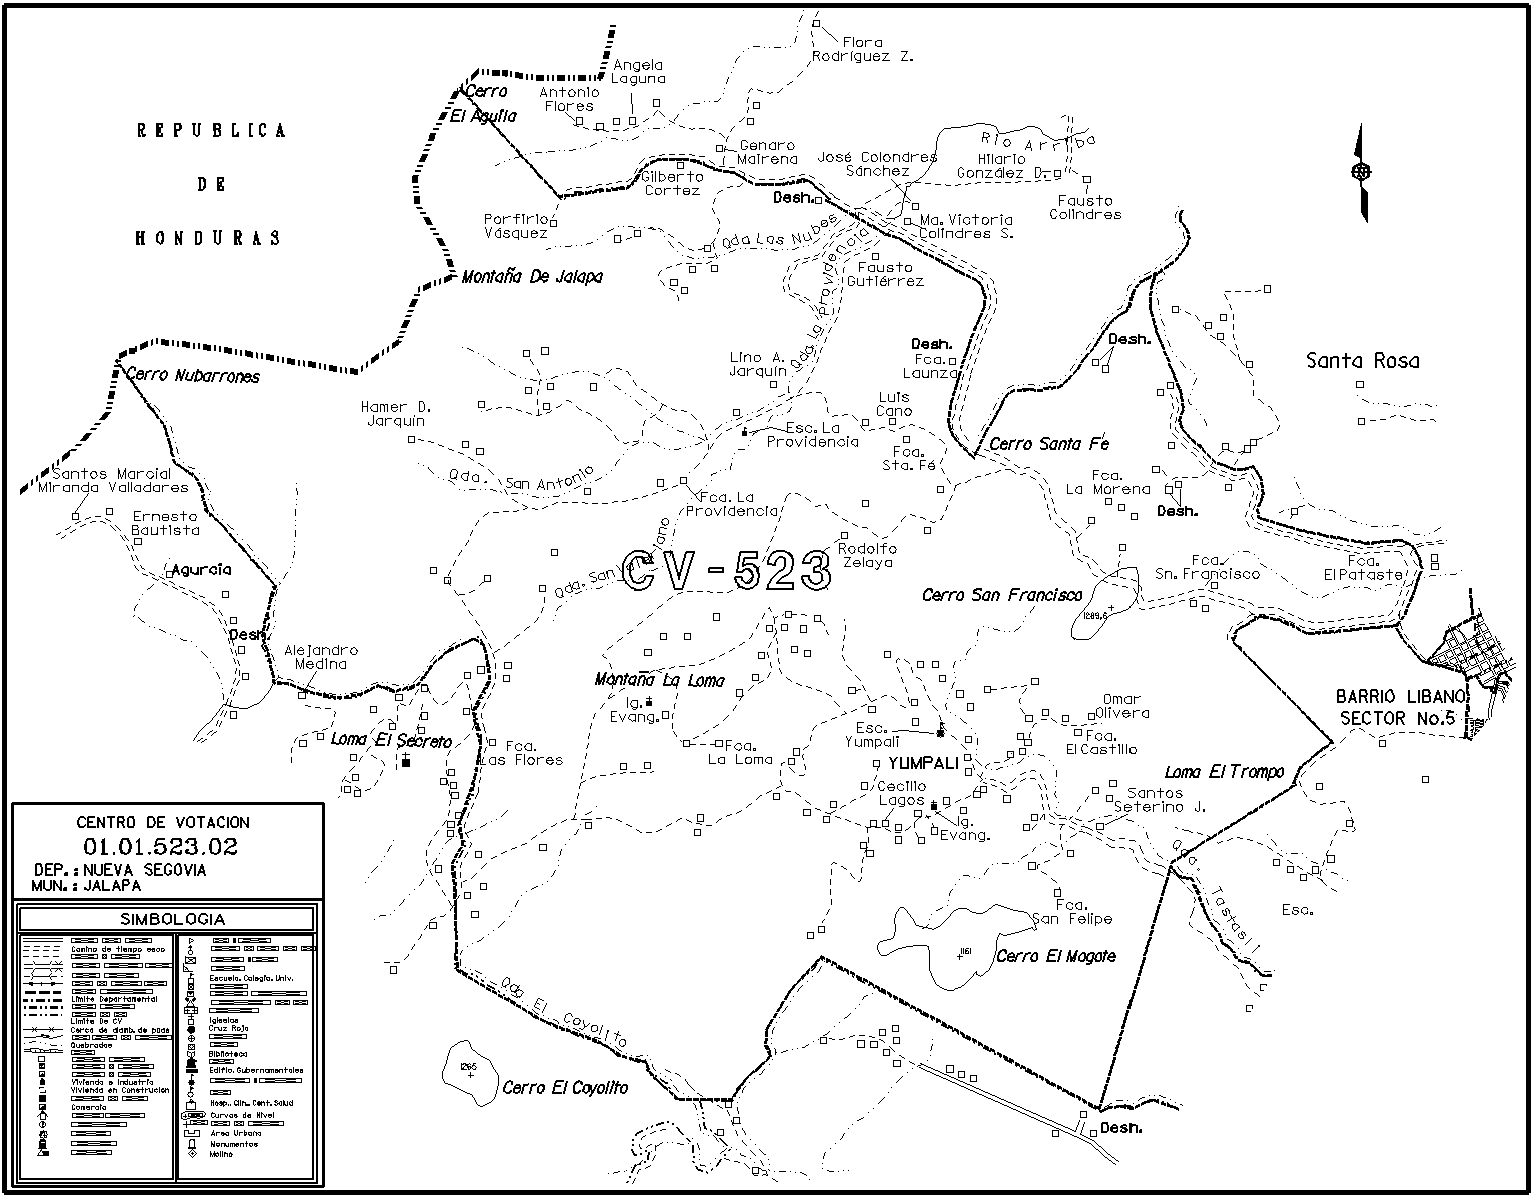 Flora
Rodríguez Z.
Angela
Laguna
Antonio
Flores
Cerro
El Aguila
REPUBLICA
DE
HONDURAS
Genaro
Mairena
Río Arriba
José Colondres
Sánchez
Hilario
González D.
Gilberto
Cortez
Desh.
Fausto
Colindres
Porfirio
Vásquez
Ma. Victoria
Colindres S.
Qda Las Nubes
Qda. La Providencia
Fausto
Gutiérrez
Montaña De Jalapa
Desh.
Fca.
Launza
Desh.
Santa Rosa
Lino A.
Jarquín
Cerro Nubarrones
Hamer D.
Jarquín
Luis
Cano
Esc. La
Providencia
Cerro Santa Fé
Fca.
Sta. Fé
Santos Marcial
Miranda Valladares
Qda. San Antonio
Fca.
La Morena
Fca. La
Providencia
Desh.
Ernesto
Bautista
Rodolfo
Zelaya
CV-523
Agurcia
Fca.
Sn. Francisco
Fca.
El Pataste
Cerro San Francisco
1289.6
Desh.
Alejandro
Medina
Montaña La Loma
Ig.
Evang.
BARRIO LIBANO
SECTOR No.5
Omar
Olivera
Esc.
Yumpali
Fca.
El Castillo
Loma El Secreto
Fca.
Las Flores
Fca.
La Loma
YUMPALI
Loma El Trompo
Cecilio
Lagos
Santos
Seterino J.
Ig.
Evang.
Qda. Tastaslí
Esc.
Fca.
San Felipe
Cerro El Mogote
1161
Qda. El Coyolito
1265
Cerro El Coyolito
Desh.
CENTRO DE VOTACION
01.01.523.02
DEP.: NUEVA SEGOVIA
MUN.: JALAPA
SIMBOLOGIA
Camino de tiempo seco
Limite Departamental
Limite De CV
Cerca de alamb. de puas
Quebradas
Vivienda e Industria
Vivienda en Construcion
Comercio
Escuela, Colegio, Univ.
Iglesias
Cruz Roja
Biblioteca
Edific. Gubernamentales
Hosp., Clin., Cent. Salud
Curvas de Nivel
Area Urbana
Monumentos
Molino